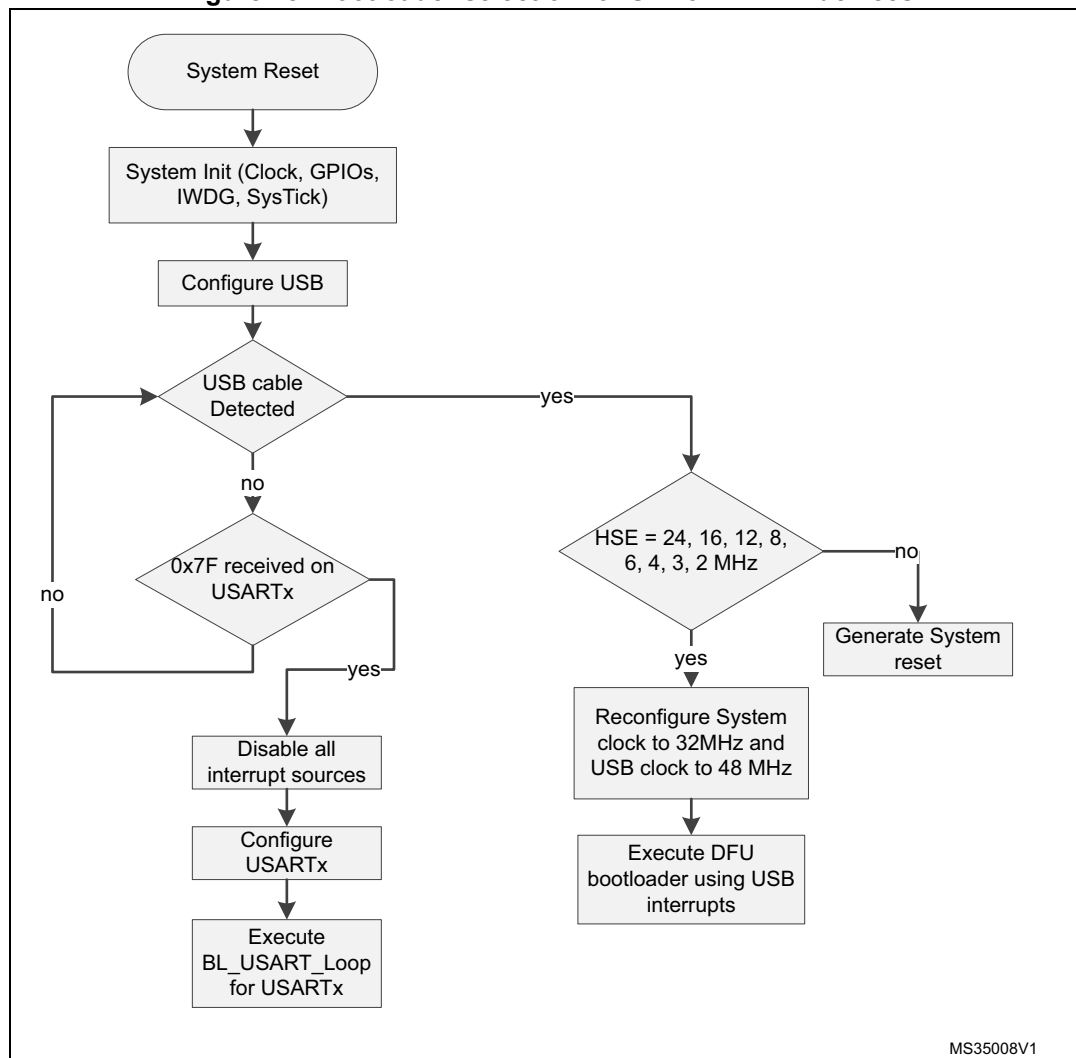 System Reset
System Init (Clock, GPIOs,
IWDG, SysTick)
Configure USB
USB cable
Detected
yes
no
HSE = 24, 16, 12, 8,
6, 4, 3, 2 MHz
no
0x7F received on
USARTx
no
yes
Generate System
reset
yes
Reconfigure System
clock to 32MHz and
USB clock to 48 MHz
Disable all
interrupt sources
Configure
USARTx
Execute DFU
bootloader using USB
interrupts
Execute
BL_USART_Loop
for USARTx
MS35008V1